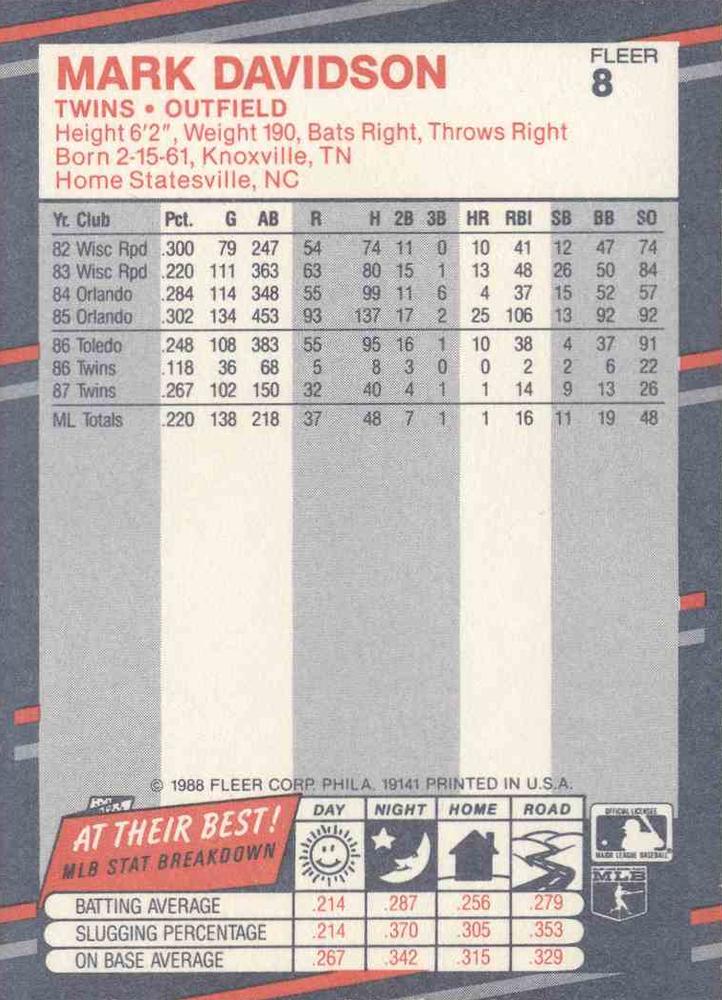 MARK DAVIDSON
FLEER
8
TWINS • OUTFIELD
Height 6'2", Weight 190, Bats Right, Throws Right
Born 2-15-61, Knoxville, TN
Home Statesville, NC
Yr. Club Pct. G AB R H 2B 3B HR RBI SB BB SO
82 Wisc Rpd .300 79 247 54 74 11 0 10 41 12 47 74
83 Wisc Rpd .220 111 363 63 80 15 1 13 48 26 50 84
84 Orlando .284 114 348 55 99 11 6 4 37 15 52 57
85 Orlando .302 134 453 93 137 17 2 25 106 13 92 92
86 Toledo .248 108 383 55 95 16 1 10 38 4 37 91
86 Twins .118 36 68 5 8 3 0 0 2 2 6 22
87 Twins .267 102 150 32 40 4 1 1 14 9 13 26
ML Totals .220 138 218 37 48 7 1 1 16 11 19 48
© 1988 FLEER CORP. PHILA. 19141 PRINTED IN U.S.A.
AT THEIR BEST!
MLB STAT BREAKDOWN
DAY NIGHT HOME ROAD
OFFICIAL LICENSEE
MAJOR LEAGUE BASEBALL
MLB
BATTING AVERAGE .214 .287 .256 .279
SLUGGING PERCENTAGE .214 .370 .305 .353
ON BASE AVERAGE .267 .342 .315 .329